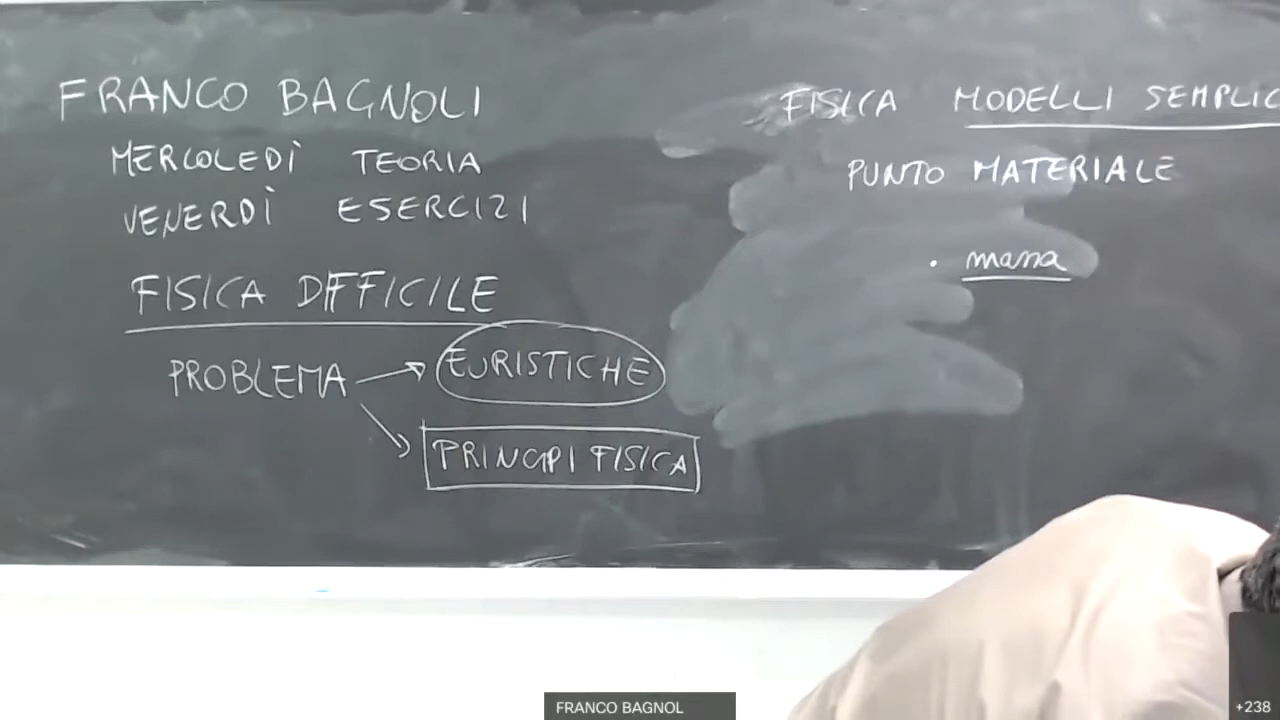 FRANCO BAGNOLI
MERCOLEDÌ TEORIA
VENERDÌ ESERCIZI
FISICA DIFFICILE
PROBLEMA → EURISTICHE
PRINCIPI FISICA
FISICA MODELLI SEMPLIC
PUNTO MATERIALE
. massa
FRANCO BAGNOL
+238